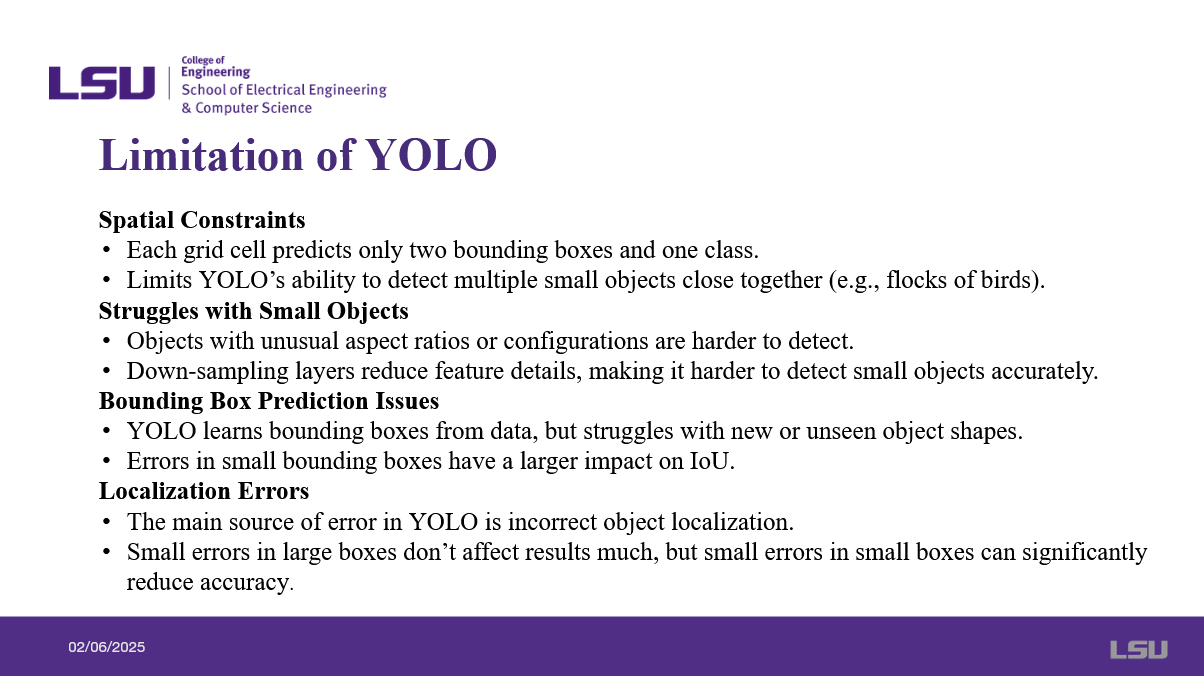 LSU
College of
Engineering
School of Electrical Engineering
& Computer Science
Limitation of YOLO
Spatial Constraints
• Each grid cell predicts only two bounding boxes and one class.
• Limits YOLO’s ability to detect multiple small objects close together (e.g., flocks of birds).
Struggles with Small Objects
• Objects with unusual aspect ratios or configurations are harder to detect.
• Down-sampling layers reduce feature details, making it harder to detect small objects accurately.
Bounding Box Prediction Issues
• YOLO learns bounding boxes from data, but struggles with new or unseen object shapes.
• Errors in small bounding boxes have a larger impact on IoU.
Localization Errors
• The main source of error in YOLO is incorrect object localization.
• Small errors in large boxes don’t affect results much, but small errors in small boxes can significantly
reduce accuracy.
02/06/2025
LSU